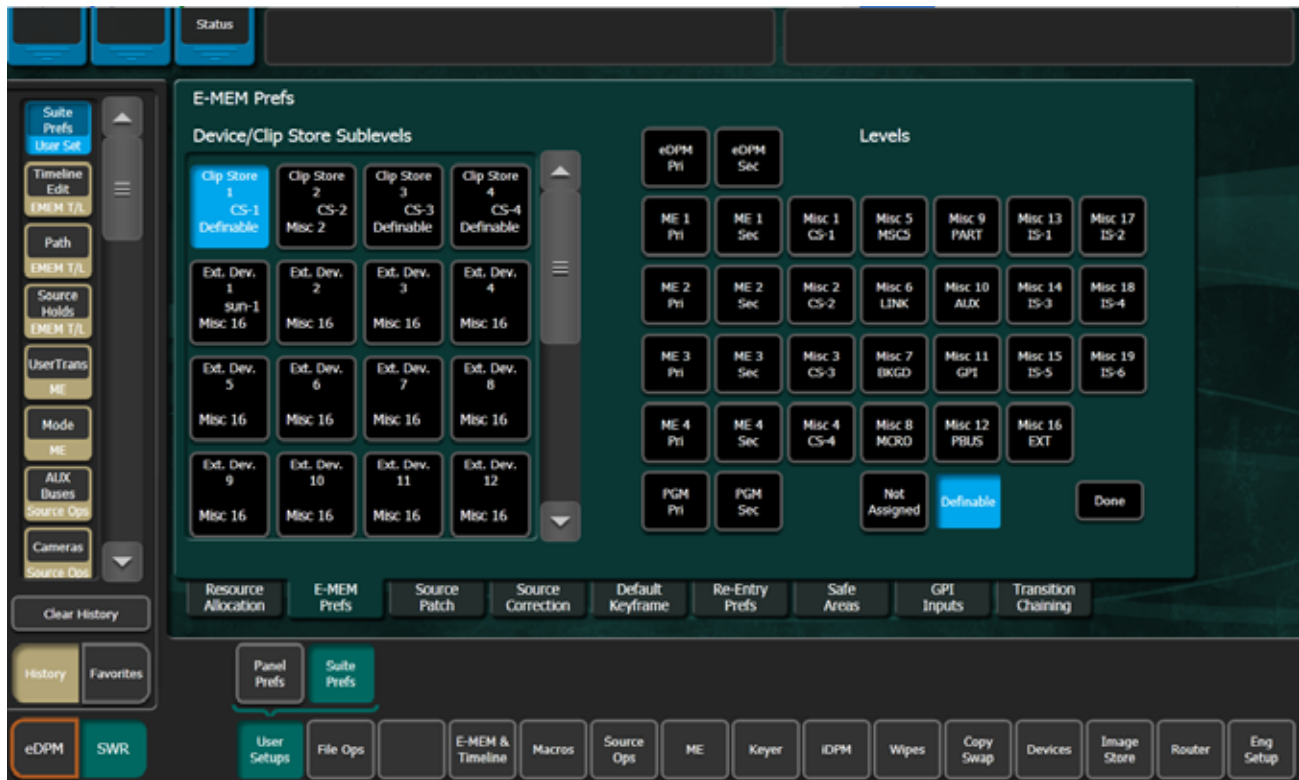 Status
E-MEM Prefs
Device/Clip Store Sublevels
Levels
Suite
Prefs
User Set
Timeline
Edit
EMEM T/L
Path
EMEM T/L
Source
Holds
EMEM T/L
UserTrans
ME
Mode
ME
AUX
Buses
Source Ops
Cameras
Source Ops
Clear History
History
Favorites
Clip Store
1
CS-1
Definable
Clip Store
2
CS-2
Misc 2
Clip Store
3
CS-3
Definable
Clip Store
4
CS-4
Definable
Ext. Dev.
1
sun-1
Misc 16
Ext. Dev.
2
Misc 16
Ext. Dev.
3
Misc 16
Ext. Dev.
4
Misc 16
Ext. Dev.
5
Misc 16
Ext. Dev.
6
Misc 16
Ext. Dev.
7
Misc 16
Ext. Dev.
8
Misc 16
Ext. Dev.
9
Misc 16
Ext. Dev.
10
Misc 16
Ext. Dev.
11
Misc 16
Ext. Dev.
12
Misc 16
eDPM
Pri
eDPM
Sec
ME 1
Pri
ME 1
Sec
Misc 1
CS-1
Misc 5
MSC5
Misc 9
PART
Misc 13
IS-1
Misc 17
IS-2
ME 2
Pri
ME 2
Sec
Misc 2
CS-2
Misc 6
LINK
Misc 10
AUX
Misc 14
IS-3
Misc 18
IS-4
ME 3
Pri
ME 3
Sec
Misc 3
CS-3
Misc 7
BKGD
Misc 11
GPI
Misc 15
IS-5
Misc 19
IS-6
ME 4
Pri
ME 4
Sec
Misc 4
CS-4
Misc 8
MCRO
Misc 12
PBUS
Misc 16
EXT
PGM
Pri
PGM
Sec
Not
Assigned
Definable
Done
Resource
Allocation
E-MEM
Prefs
Source
Patch
Source
Correction
Default
Keyframe
Re-Entry
Prefs
Safe
Areas
GPI
Inputs
Transition
Chaining
Panel
Prefs
Suite
Prefs
eDPM
SWR
User
Setups
File Ops
E-MEM &
Timeline
Macros
Source
Ops
ME
Keyer
iDPM
Wipes
Copy
Swap
Devices
Image
Store
Router
Eng
Setup